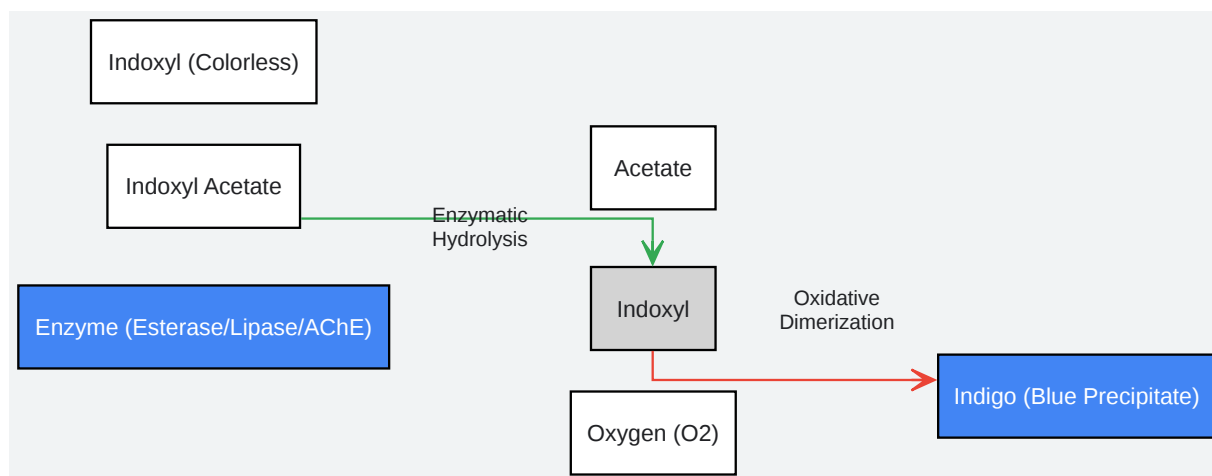 Indoxyl (Colorless)
Indoxyl Acetate
Acetate
Enzymatic
Hydrolysis
Enzyme (Esterase/Lipase/AChE)
Indoxyl
Oxidative
Dimerization
Indigo (Blue Precipitate)
Oxygen (O2)